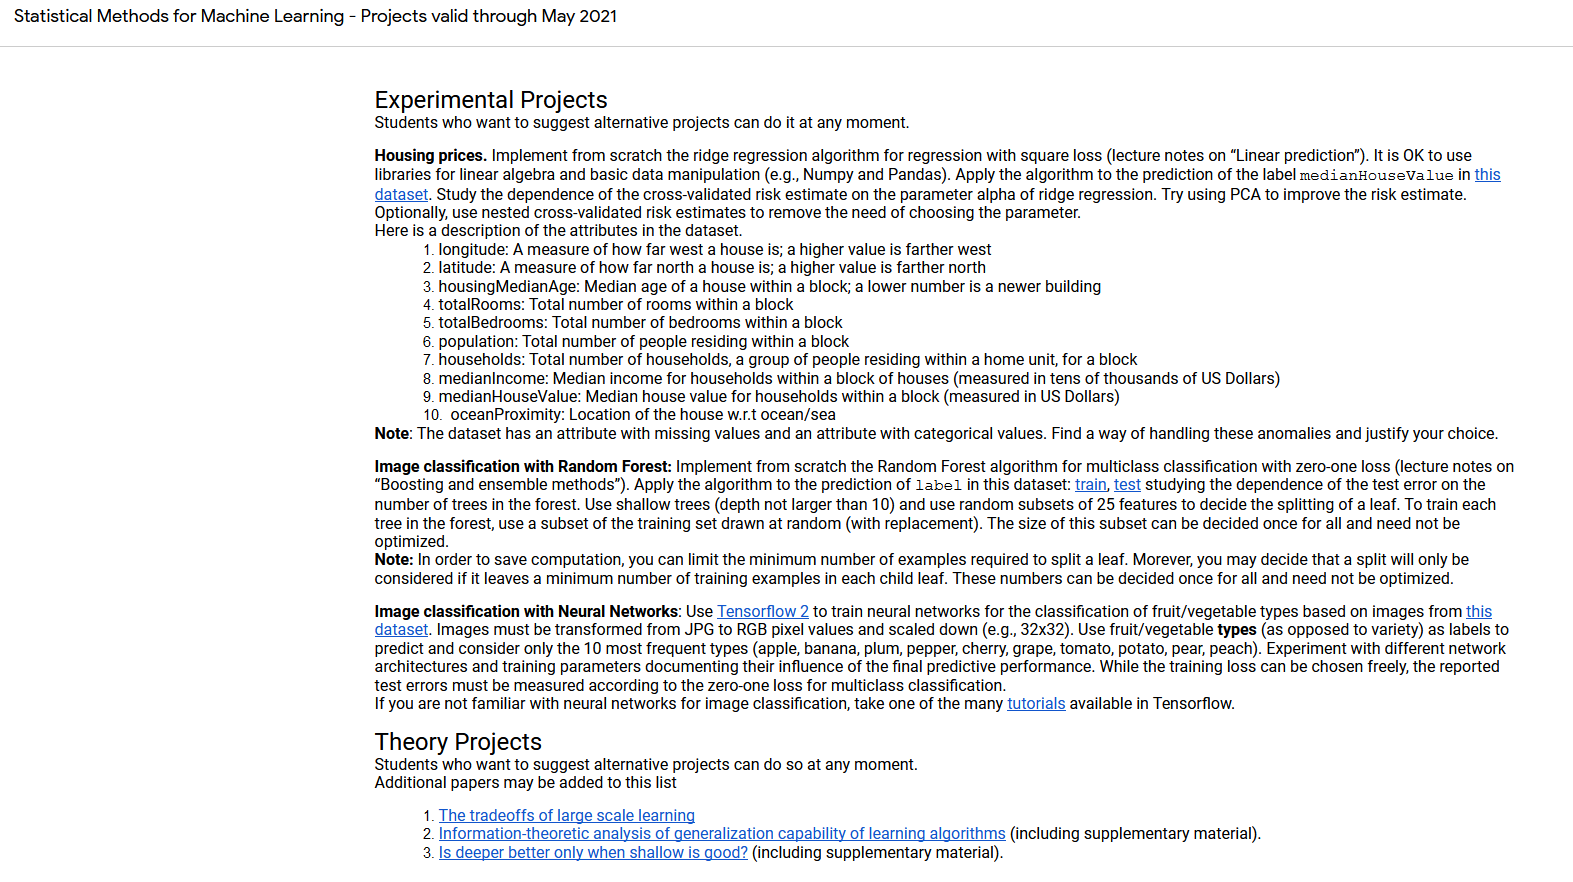 Statistical Methods for Machine Learning - Projects valid through May 2021
Experimental Projects
Students who want to suggest alternative projects can do it at any moment.
Housing prices. Implement from scratch the ridge regression algorithm for regression with square loss (lecture notes on “Linear prediction”). It is OK to use
libraries for linear algebra and basic data manipulation (e.g., Numpy and Pandas). Apply the algorithm to the prediction of the label medianHouseValue in this
dataset. Study the dependence of the cross-validated risk estimate on the parameter alpha of ridge regression. Try using PCA to improve the risk estimate.
Optionally, use nested cross-validated risk estimates to remove the need of choosing the parameter.
Here is a description of the attributes in the dataset.
1. longitude: A measure of how far west a house is; a higher value is farther west
2. latitude: A measure of how far north a house is; a higher value is farther north
3. housingMedianAge: Median age of a house within a block; a lower number is a newer building
4. totalRooms: Total number of rooms within a block
5. totalBedrooms: Total number of bedrooms within a block
6. population: Total number of people residing within a block
7. households: Total number of households, a group of people residing within a home unit, for a block
8. medianIncome: Median income for households within a block of houses (measured in tens of thousands of US Dollars)
9. medianHouseValue: Median house value for households within a block (measured in US Dollars)
10. oceanProximity: Location of the house w.r.t ocean/sea
Note: The dataset has an attribute with missing values and an attribute with categorical values. Find a way of handling these anomalies and justify your choice.
Image classification with Random Forest: Implement from scratch the Random Forest algorithm for multiclass classification with zero-one loss (lecture notes on
“Boosting and ensemble methods”). Apply the algorithm to the prediction of label in this dataset: train, test studying the dependence of the test error on the
number of trees in the forest. Use shallow trees (depth not larger than 10) and use random subsets of 25 features to decide the splitting of a leaf. To train each
tree in the forest, use a subset of the training set drawn at random (with replacement). The size of this subset can be decided once for all and need not be
optimized.
Note: In order to save computation, you can limit the minimum number of examples required to split a leaf. Morever, you may decide that a split will only be
considered if it leaves a minimum number of training examples in each child leaf. These numbers can be decided once for all and need not be optimized.
Image classification with Neural Networks: Use Tensorflow 2 to train neural networks for the classification of fruit/vegetable types based on images from this
dataset. Images must be transformed from JPG to RGB pixel values and scaled down (e.g., 32x32). Use fruit/vegetable types (as opposed to variety) as labels to
predict and consider only the 10 most frequent types (apple, banana, plum, pepper, cherry, grape, tomato, potato, pear, peach). Experiment with different network
architectures and training parameters documenting their influence of the final predictive performance. While the training loss can be chosen freely, the reported
test errors must be measured according to the zero-one loss for multiclass classification.
If you are not familiar with neural networks for image classification, take one of the many tutorials available in Tensorflow.
Theory Projects
Students who want to suggest alternative projects can do so at any moment.
Additional papers may be added to this list
1. The tradeoffs of large scale learning
2. Information-theoretic analysis of generalization capability of learning algorithms (including supplementary material).
3. Is deeper better only when shallow is good? (including supplementary material).